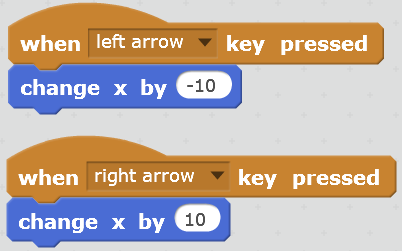 when left arrow key pressed
change x by -10
when right arrow key pressed
change x by 10